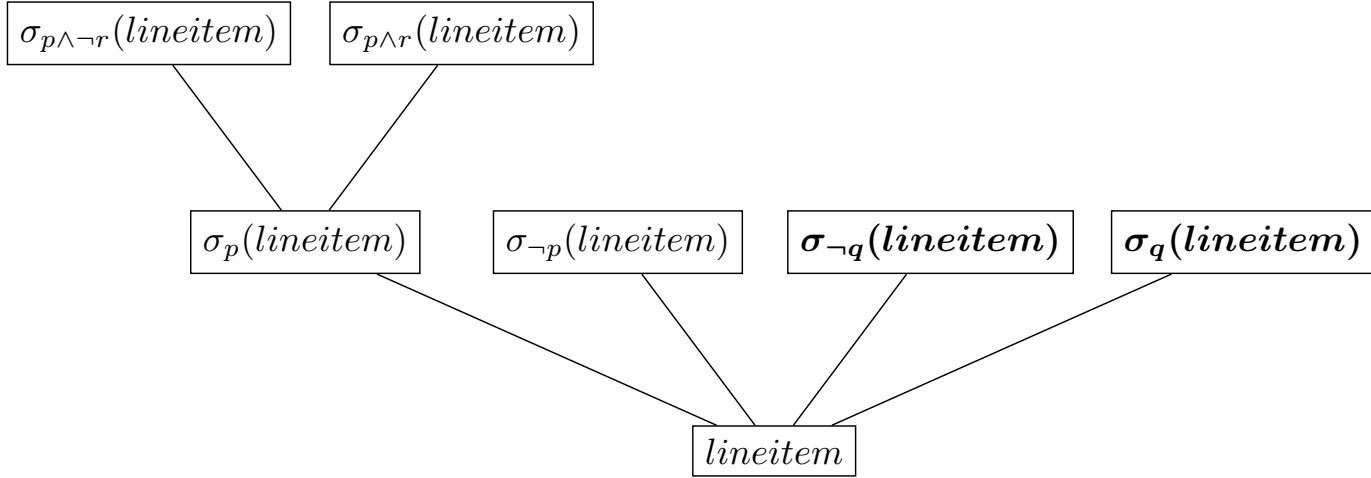 σ_{p∧¬r}(lineitem) σ_{p∧r}(lineitem)
σ_p(lineitem) σ_{¬p}(lineitem) σ_{¬q}(lineitem) σ_q(lineitem)
lineitem